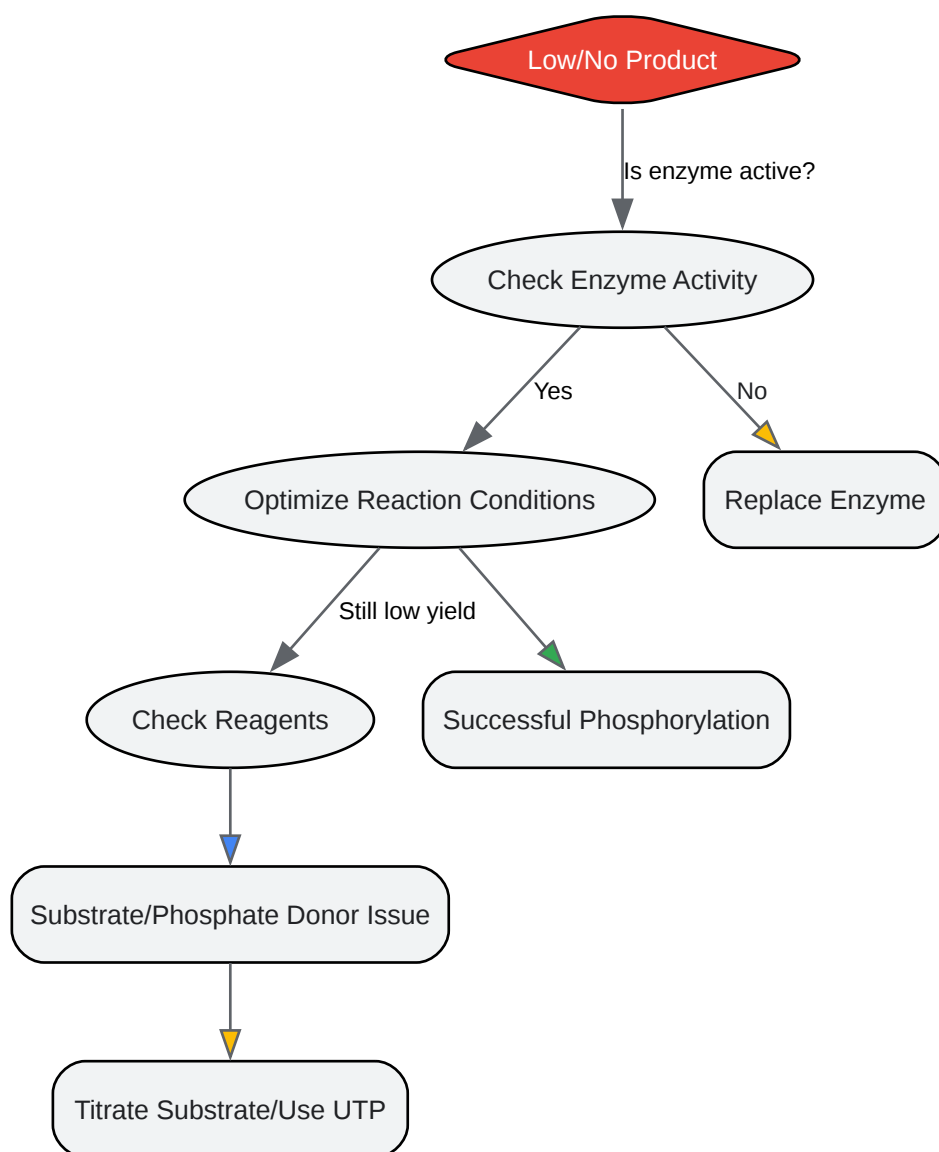 Low/No Product
Is enzyme active?
Check Enzyme Activity
Yes
No
Optimize Reaction Conditions
Replace Enzyme
Still low yield
Check Reagents
Successful Phosphorylation
Substrate/Phosphate Donor Issue
Titrate Substrate/Use UTP